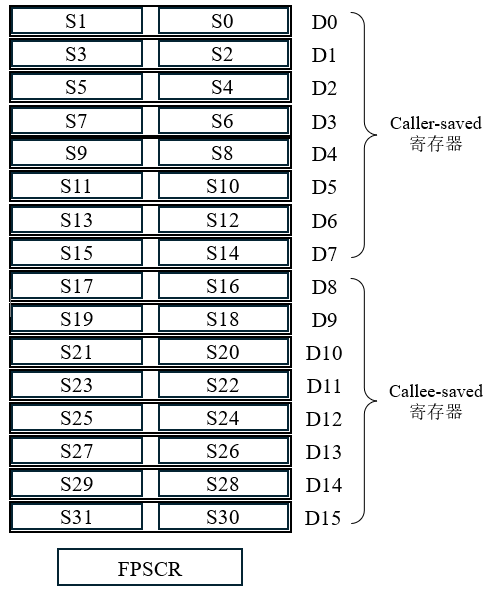 S1 S0 D0
S3 S2 D1
S5 S4 D2
S7 S6 D3
S9 S8 D4
S11 S10 D5
S13 S12 D6
S15 S14 D7
Caller-saved
寄存器
S17 S16 D8
S19 S18 D9
S21 S20 D10
S23 S22 D11
S25 S24 D12
S27 S26 D13
S29 S28 D14
S31 S30 D15
Callee-saved
寄存器
FPSCR